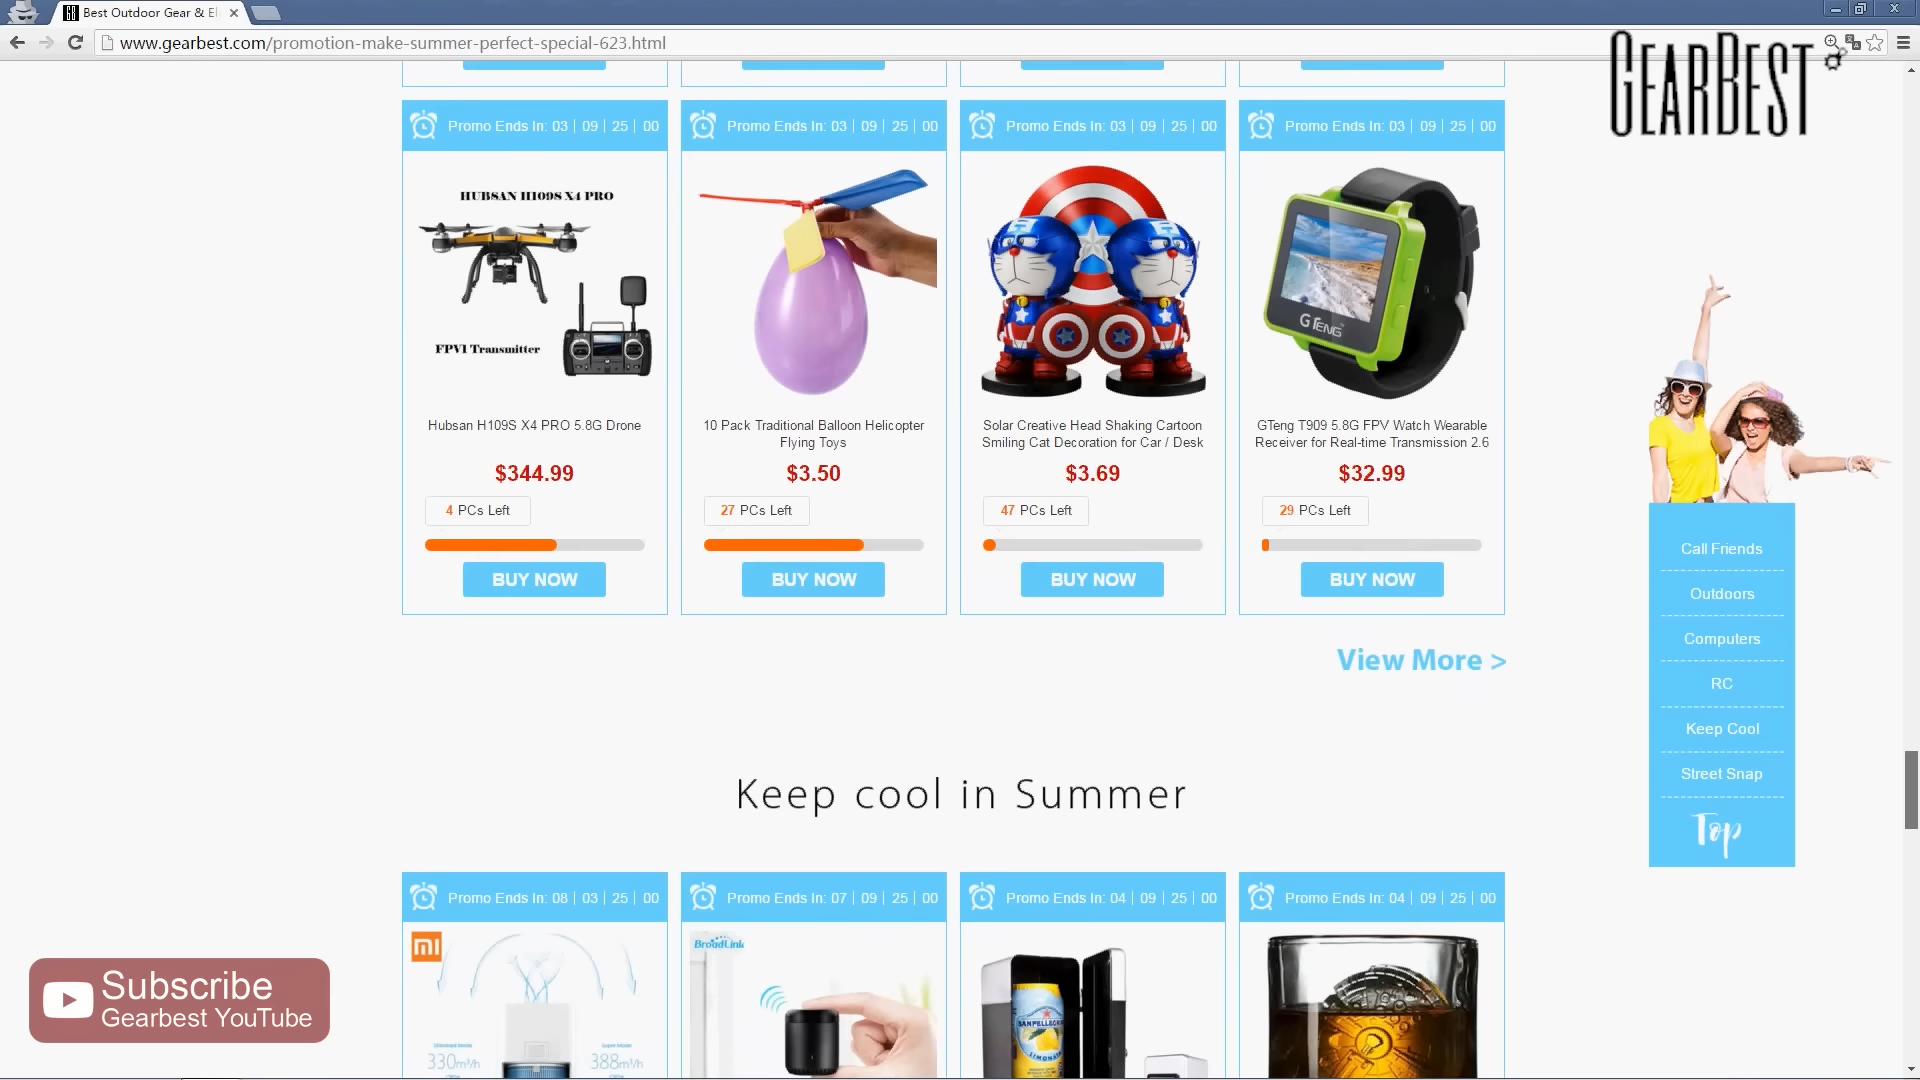 Best Outdoor Gear & El
www.gearbest.com/promotion-make-summer-perfect-special-623.html
GEARBEST
Promo Ends In: 03 | 09 | 25 | 00
Promo Ends In: 03 | 09 | 25 | 00
Promo Ends In: 03 | 09 | 25 | 00
Promo Ends In: 03 | 09 | 25 | 00
HUBSAN H109S X4 PRO
FPV1 Transmitter
GTENG
Hubsan H109S X4 PRO 5.8G Drone
$344.99
4 PCs Left
BUY NOW
10 Pack Traditional Balloon Helicopter
Flying Toys
$3.50
27 PCs Left
BUY NOW
Solar Creative Head Shaking Cartoon
Smiling Cat Decoration for Car / Desk
$3.69
47 PCs Left
BUY NOW
GTeng T909 5.8G FPV Watch Wearable
Receiver for Real-time Transmission 2.6
$32.99
29 PCs Left
BUY NOW
View More >
Call Friends
Outdoors
Computers
RC
Keep Cool
Street Snap
Top
Keep cool in Summer
Promo Ends In: 08 | 03 | 25 | 00
Promo Ends In: 07 | 09 | 25 | 00
Promo Ends In: 04 | 09 | 25 | 00
Promo Ends In: 04 | 09 | 25 | 00
MI
330m³/h
388m³/h
BroadLink
SANPELLEGRINO
LIMONATA
Subscribe
Gearbest YouTube